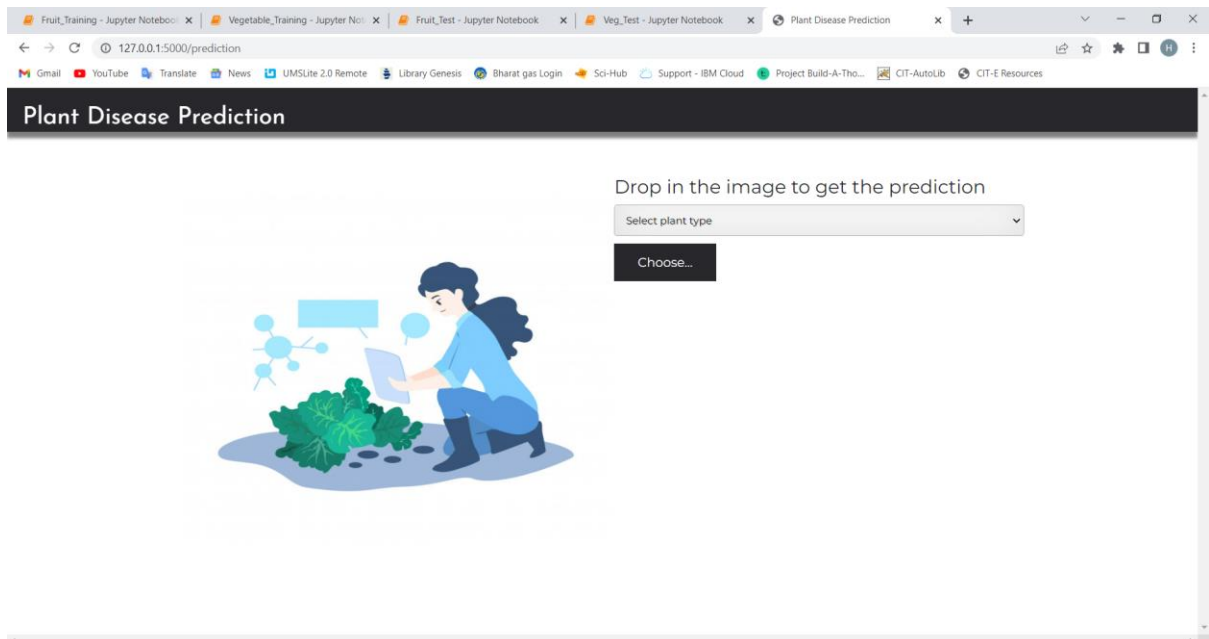 Fruit_Training - Jupyter Noteboo
Vegetable_Training - Jupyter Not
Fruit_Test - Jupyter Notebook
Veg_Test - Jupyter Notebook
Plant Disease Prediction
127.0.0.1:5000/prediction
H
Gmail
YouTube
Translate
News
UMSLite 2.0 Remote
Library Genesis
Bharat gas Login
Sci-Hub
Support - IBM Cloud
Project Build-A-Tho...
CIT-AutoLib
CIT-E Resources
Plant Disease Prediction
Drop in the image to get the prediction
Select plant type
Choose...